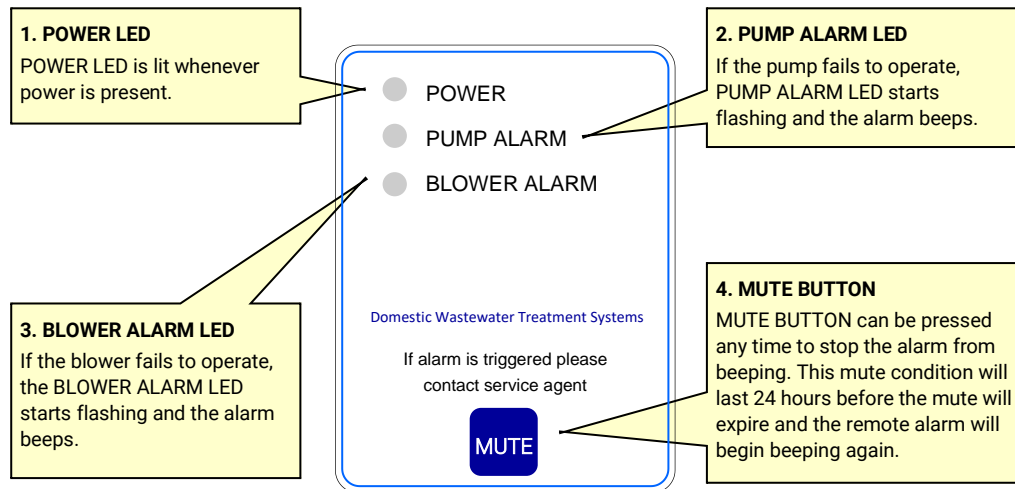 1. POWER LED
POWER LED is lit whenever
power is present.
2. PUMP ALARM LED
If the pump fails to operate,
PUMP ALARM LED starts
flashing and the alarm beeps.
POWER
PUMP ALARM
BLOWER ALARM
3. BLOWER ALARM LED
If the blower fails to operate,
the BLOWER ALARM LED
starts flashing and the alarm
beeps.
Domestic Wastewater Treatment Systems
If alarm is triggered please
contact service agent
MUTE
4. MUTE BUTTON
MUTE BUTTON can be pressed
any time to stop the alarm from
beeping. This mute condition will
last 24 hours before the mute will
expire and the remote alarm will
begin beeping again.